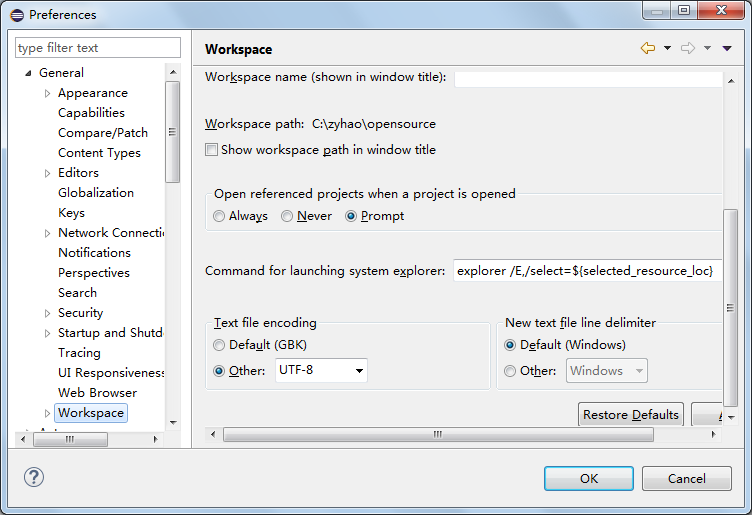 Preferences
type filter text
General
Appearance
Capabilities
Compare/Patch
Content Types
Editors
Globalization
Keys
Network Connectio
Notifications
Perspectives
Search
Security
Startup and Shutdo
Tracing
UI Responsiveness
Web Browser
Workspace
Workspace
Workspace name (shown in window title):
Workspace path: C:\zyhao\opensource
Show workspace path in window title
Open referenced projects when a project is opened
Always Never Prompt
Command for launching system explorer: explorer /E,/select=${selected_resource_loc}
Text file encoding
Default (GBK)
Other: UTF-8
New text file line delimiter
Default (Windows)
Other: Windows
Restore Defaults
?
OK Cancel